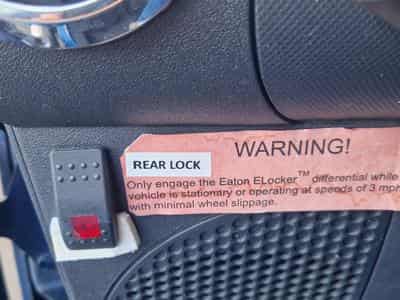 WARNING!
REAR LOCK
Only engage the Eaton ELocker™ differential while
vehicle is stationary or operating at speeds of 3 mph
with minimal wheel slippage.